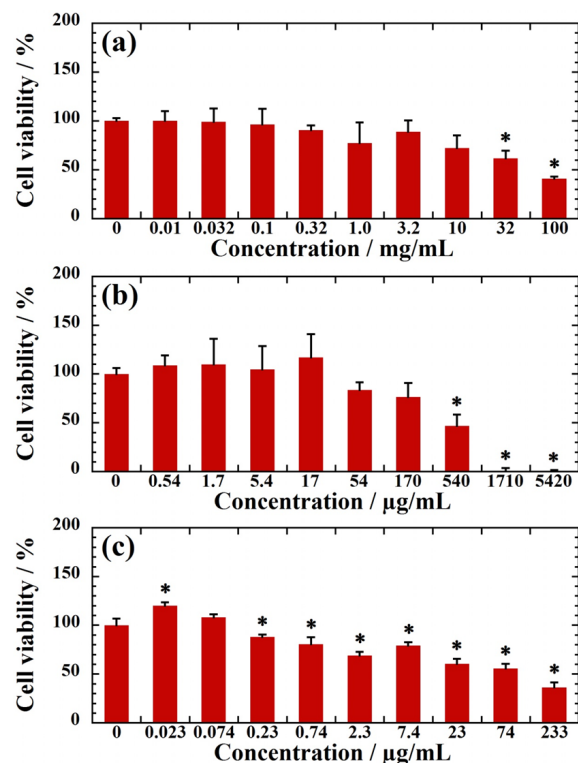 (a)
Cell viability / %
200
150
100
50
0
*
*
0 0.01 0.032 0.1 0.32 1.0 3.2 10 32 100
Concentration / mg/mL
(b)
Cell viability / %
200
150
100
50
0
*
*
*
0 0.54 1.7 5.4 17 54 170 540 1710 5420
Concentration / µg/mL
(c)
Cell viability / %
200
150
100
50
0
*
*
*
*
*
*
*
*
0 0.023 0.074 0.23 0.74 2.3 7.4 23 74 233
Concentration / µg/mL